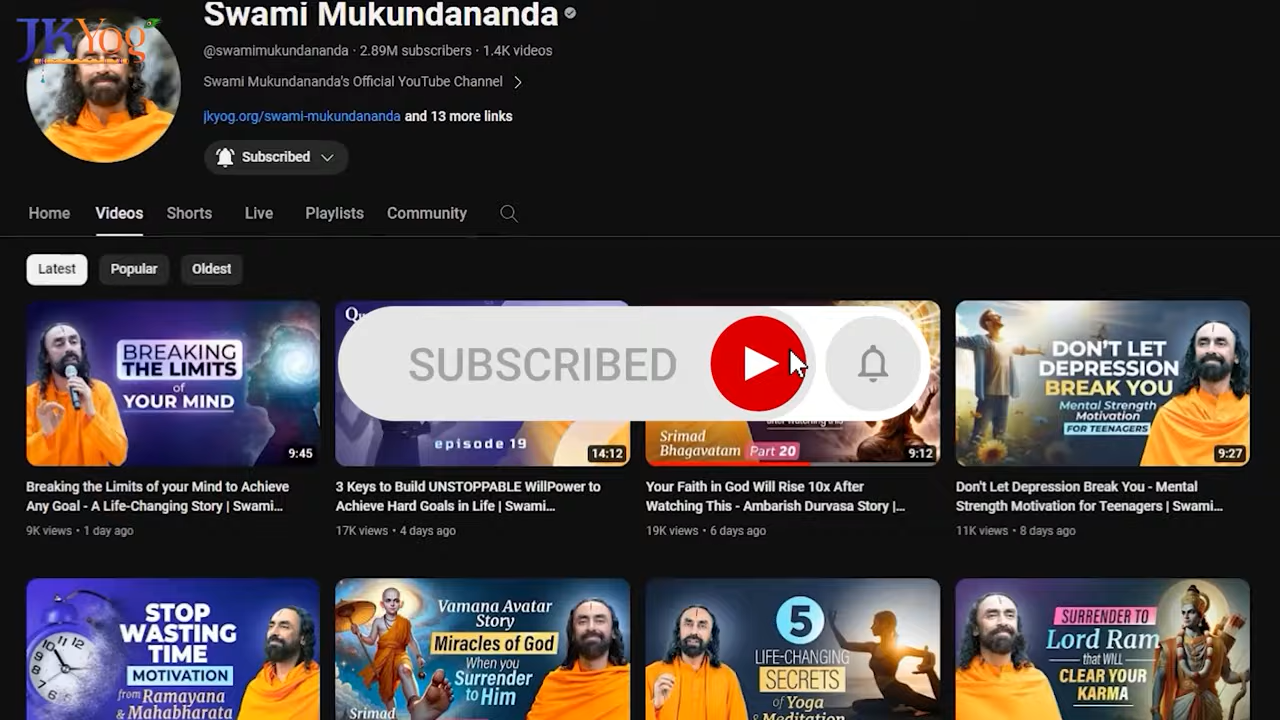 JKYog
Swami Mukundananda
@swamimukundananda · 2.89M subscribers · 1.4K videos
Swami Mukundananda's Official YouTube Channel
jkyog.org/swami-mukundananda and 13 more links
Subscribed
Home Videos Shorts Live Playlists Community
Latest Popular Oldest
BREAKING
THE LIMITS
of
YOUR MIND
9:45
SUBSCRIBED
episode 19
14:12
after watching this
Srimad
Bhagavatam Part 20
9:12
DON'T LET
DEPRESSION
BREAK YOU
Mental Strength
Motivation
FOR TEENAGERS
9:27
Breaking the Limits of your Mind to Achieve
Any Goal - A Life-Changing Story | Swami...
9K views · 1 day ago
3 Keys to Build UNSTOPPABLE WillPower to
Achieve Hard Goals in Life | Swami...
17K views · 4 days ago
Your Faith in God Will Rise 10x After
Watching This - Ambarish Durvasa Story |...
19K views · 6 days ago
Don't Let Depression Break You - Mental
Strength Motivation for Teenagers | Swami...
11K views · 8 days ago
STOP
WASTING
TIME
MOTIVATION
from Ramayana
& Mahabharata
Vamana Avatar
Story
Miracles of God
When you
Surrender
to Him
Srimad
5
LIFE-CHANGING
SECRETS
of Yoga
& Meditation
SURRENDER TO
Lord Ram
that WILL
CLEAR YOUR
KARMA